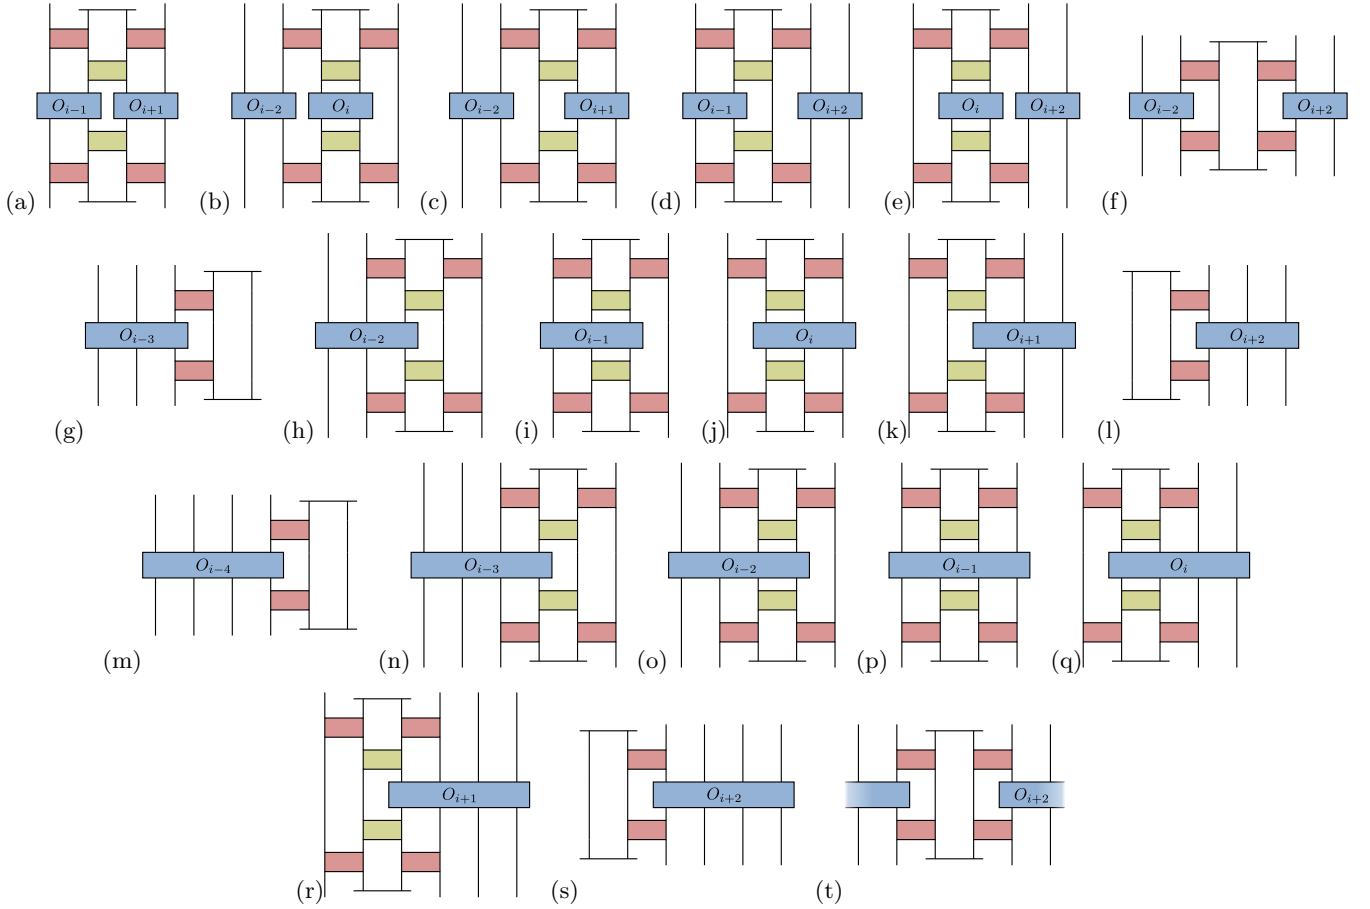 O_{i-1} O_{i+1} O_{i-2} O_i O_{i-2} O_{i+1} O_{i-1} O_{i+2} O_i O_{i+2} O_{i-2} O_{i+2}
(a) (b) (c) (d) (e) (f)
O_{i-3} O_{i-2} O_{i-1} O_i O_{i+1} O_{i+2}
(g) (h) (i) (j) (k) (l)
O_{i-4} O_{i-3} O_{i-2} O_{i-1} O_i
(m) (n) (o) (p) (q)
O_{i+1} O_{i+2} O_{i+2}
(r) (s) (t)